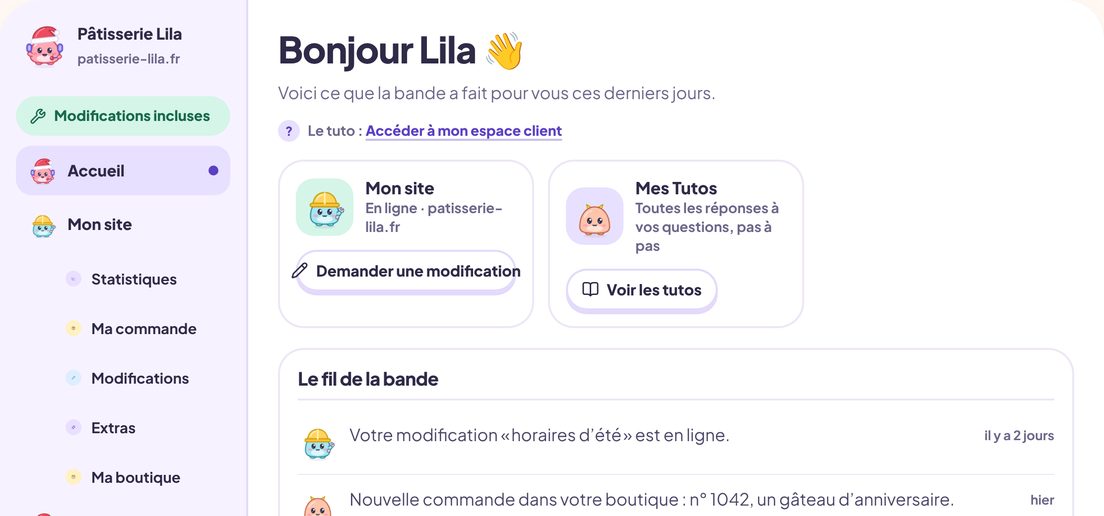 Pâtisserie Lila
patisserie-lila.fr
Modifications incluses
Accueil
Mon site
Statistiques
Ma commande
Modifications
Extras
Ma boutique
Bonjour Lila 👋
Voici ce que la bande a fait pour vous ces derniers jours.
? Le tuto : Accéder à mon espace client
Mon site
En ligne · patisserie-
lila.fr
Demander une modification
Mes Tutos
Toutes les réponses à
vos questions, pas à
pas
Voir les tutos
Le fil de la bande
Votre modification « horaires d’été » est en ligne.
il y a 2 jours
Nouvelle commande dans votre boutique : n° 1042, un gâteau d’anniversaire.
hier